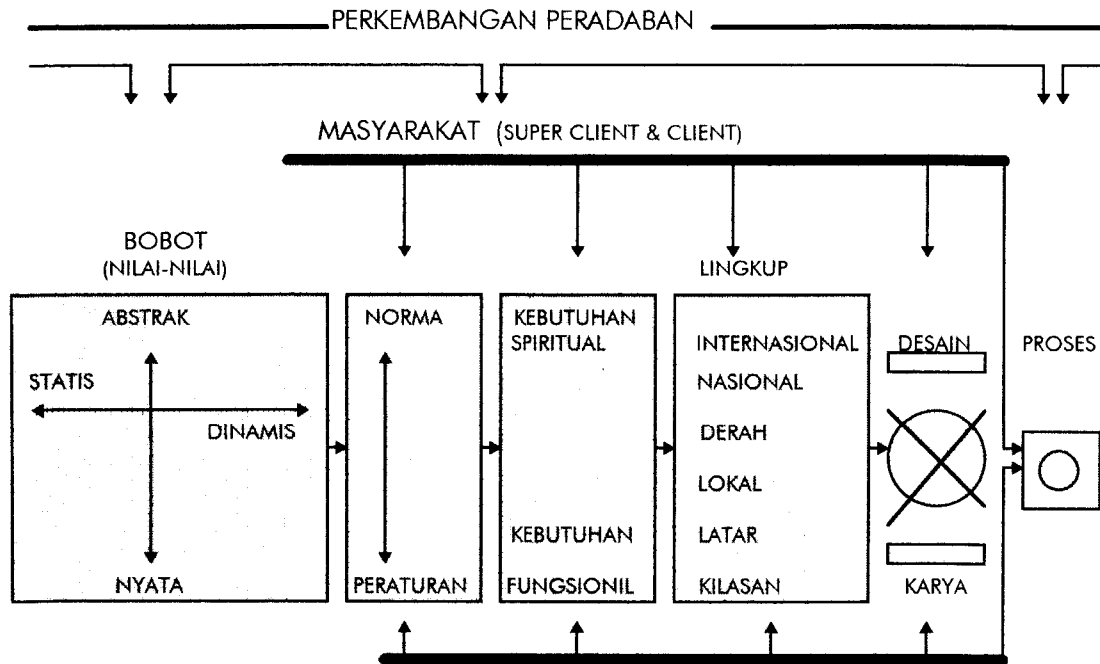 PERKEMBANGAN PERADABAN
MASYARAKAT (SUPER CLIENT & CLIENT)
BOBOT
(NILAI-NILAI)
ABSTRAK
STATIS
DINAMIS
NYATA
NORMA
PERATURAN
KEBUTUHAN
SPIRITUAL
KEBUTUHAN
FUNGSIONIL
LINGKUP
INTERNASIONAL
NASIONAL
DERAH
LOKAL
LATAR
KILASAN
DESAIN
KARYA
PROSES